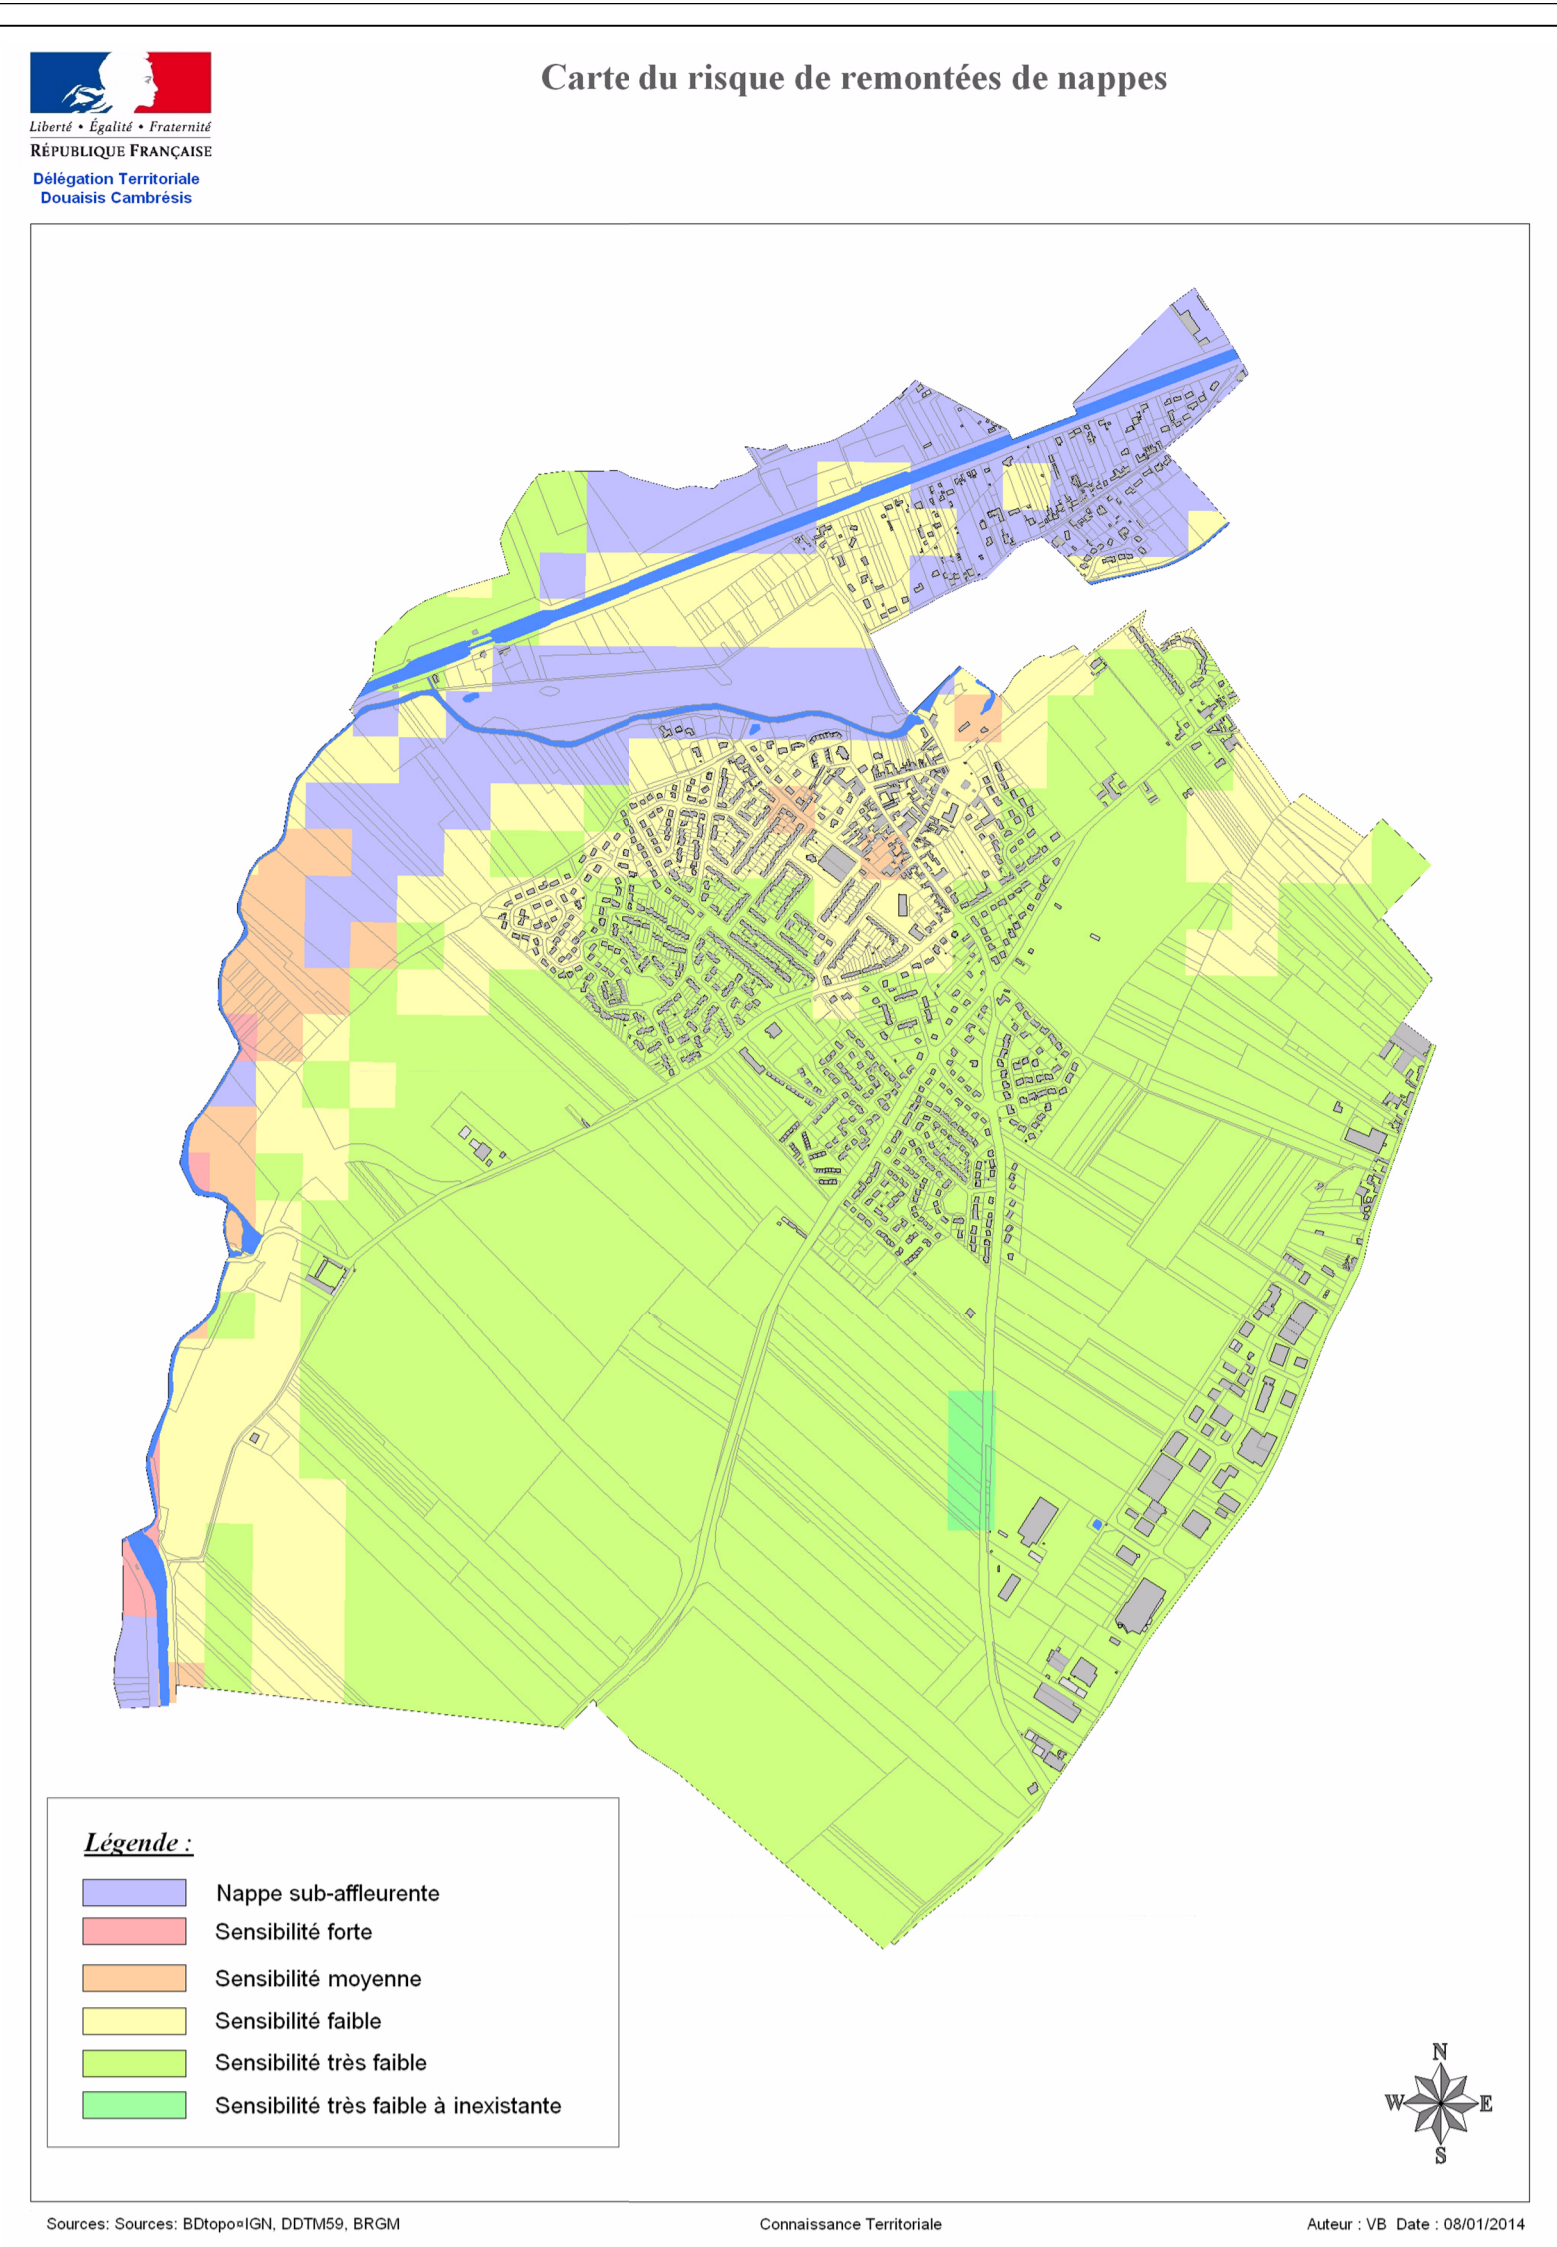 Carte du risque de remontées de nappes
Liberté • Égalité • Fraternité
RÉPUBLIQUE FRANÇAISE
Délégation Territoriale
Douaisis Cambrésis
Légende :
Nappe sub-affleurente
Sensibilité forte
Sensibilité moyenne
Sensibilité faible
Sensibilité très faible
Sensibilité très faible à inexistante
N
W E
S
Sources: Sources: BDtopo¤IGN, DDTM59, BRGM
Connaissance Territoriale
Auteur : VB Date : 08/01/2014